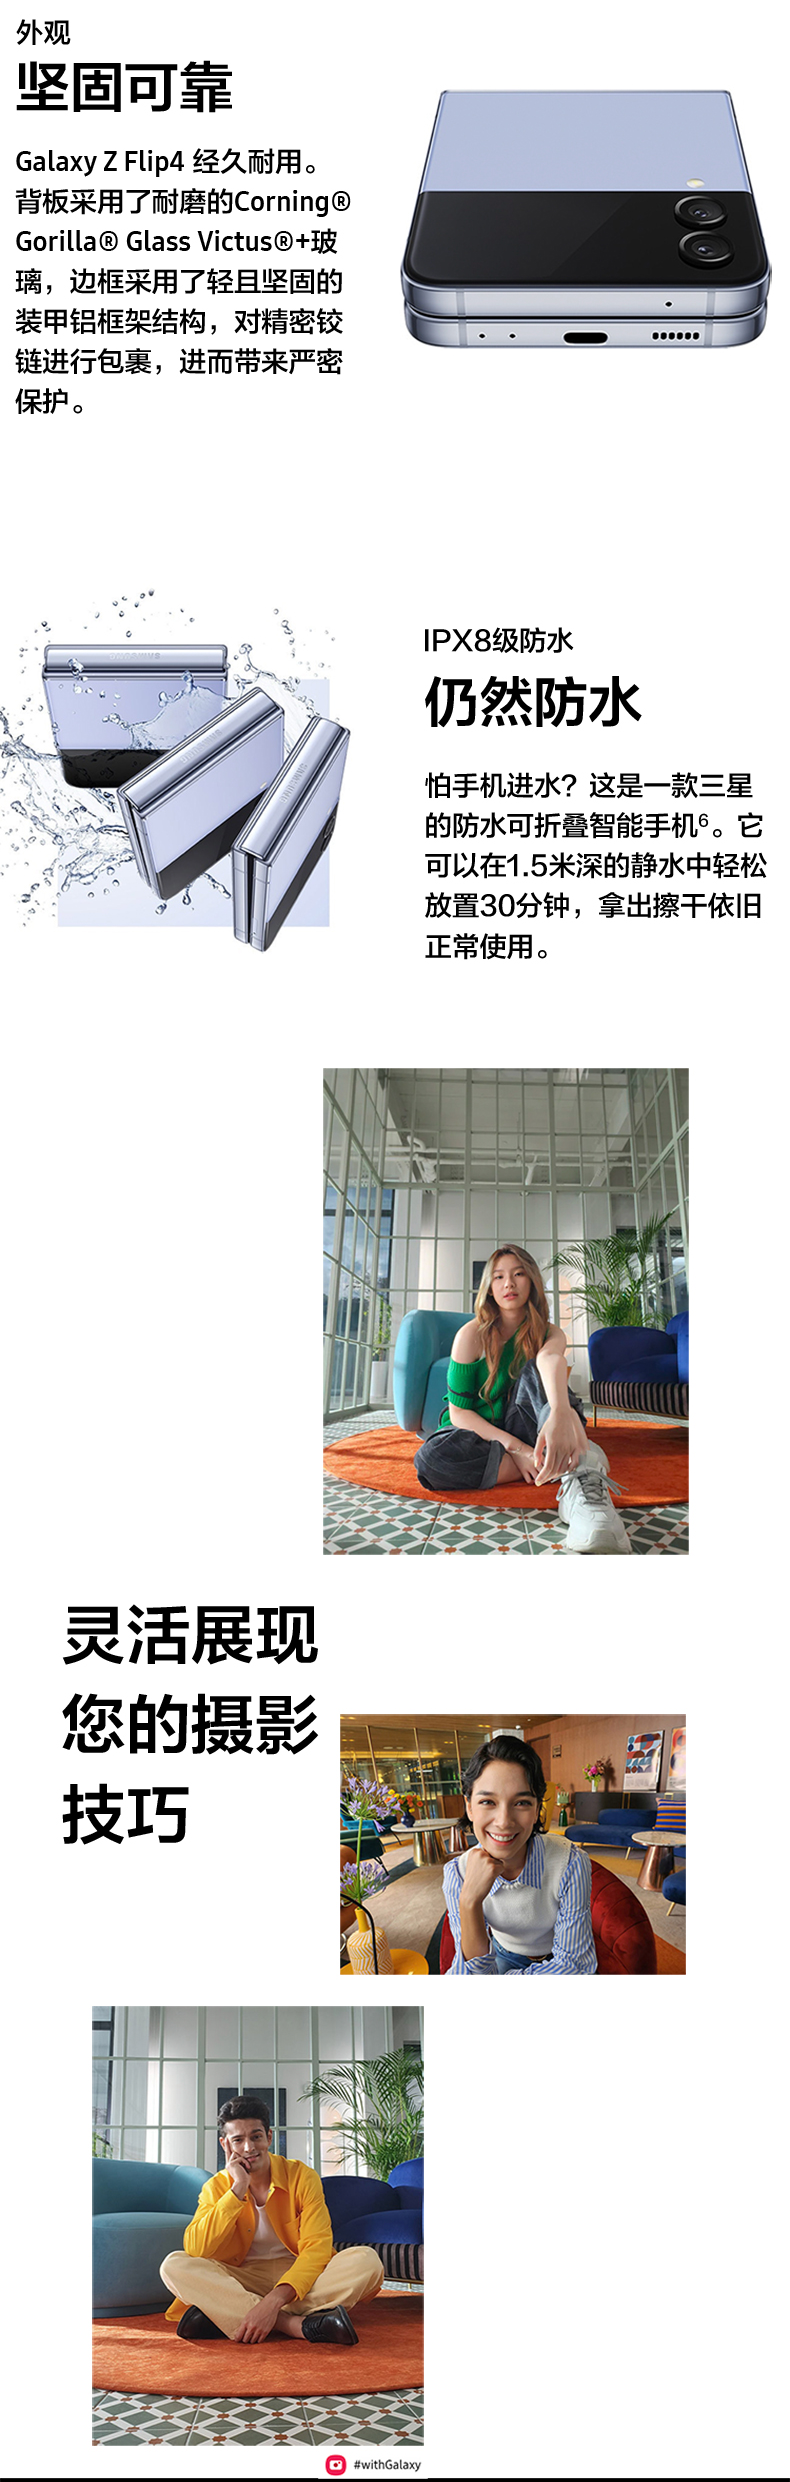 外观
坚固可靠
Galaxy Z Flip4 经久耐用。
背板采用了耐磨的Corning®
Gorilla® Glass Victus®+玻
璃，边框采用了轻且坚固的
装甲铝框架结构，对精密铰
链进行包裹，进而带来严密
保护。
IPX8级防水
仍然防水
怕手机进水？这是一款三星
的防水可折叠智能手机⁶。它
可以在1.5米深的静水中轻松
放置30分钟，拿出擦干依旧
正常使用。
SAMSUNG
SAMSUNG
SAMSUNG
灵活展现
您的摄影
技巧
#withGalaxy